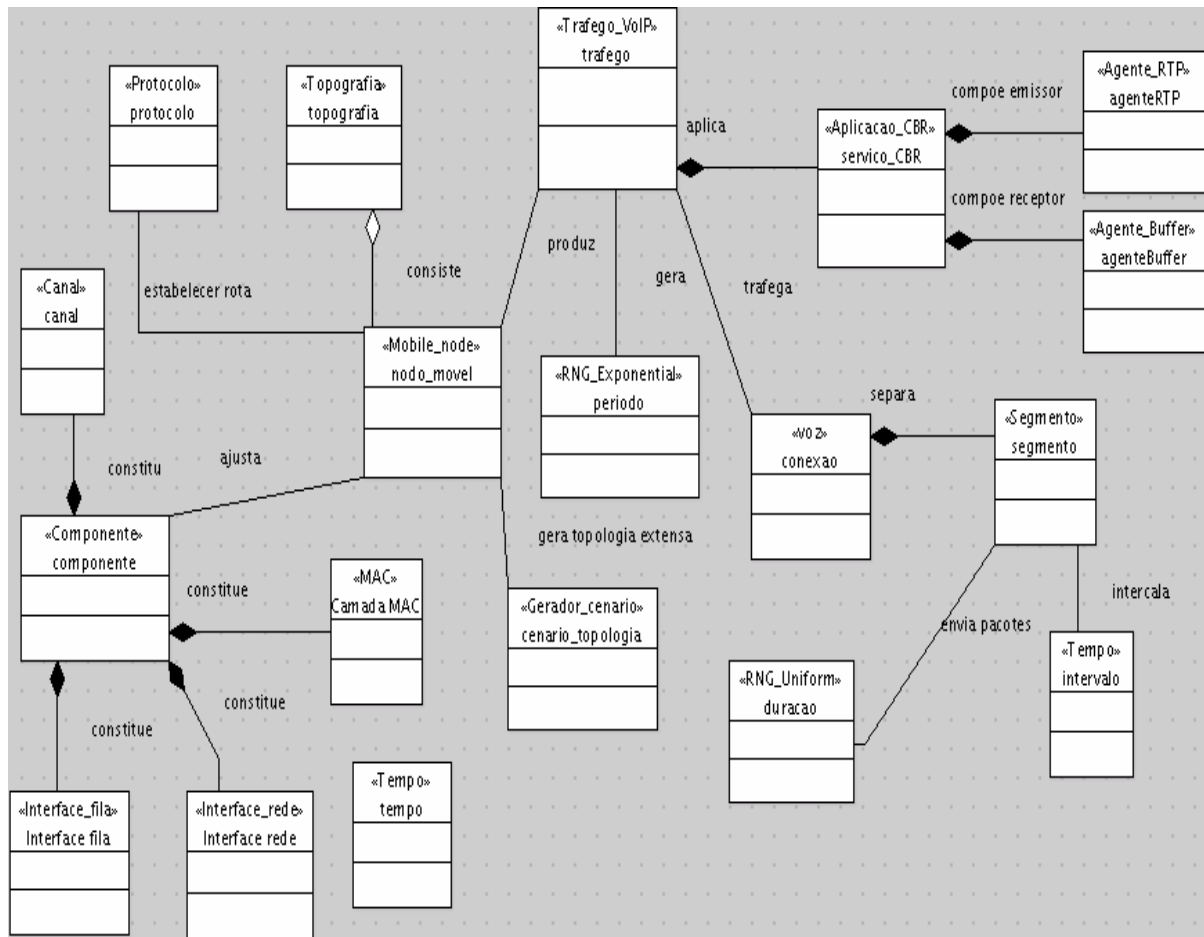 «Trafego_VoIP»
trafego
«Protocolo»
protocolo
«Topografia»
topografia
«Agente_RTP»
agenteRTP
compoe emissor
aplica
«Aplicacao_CBR»
servico_CBR
compoe receptor
«Agente_Buffer»
agenteBuffer
produz
consiste
gera
trafega
estabelecer rota
«Canal»
canal
«Mobile_node»
nodo_movel
«RNG_Exponential»
periodo
separa
«voz»
conexao
«Segmento»
segmento
constitu
ajusta
«Componente»
componente
gera topologia extensa
constitue
«MAC»
Camada MAC
«Gerador_cenario»
cenario_topologia
intercala
envia pacotes
«Tempo»
intervalo
«RNG_Uniform»
duracao
constitue
constitue
«Tempo»
tempo
«Interface_fila»
Interface fila
«Interface_rede»
Interface rede